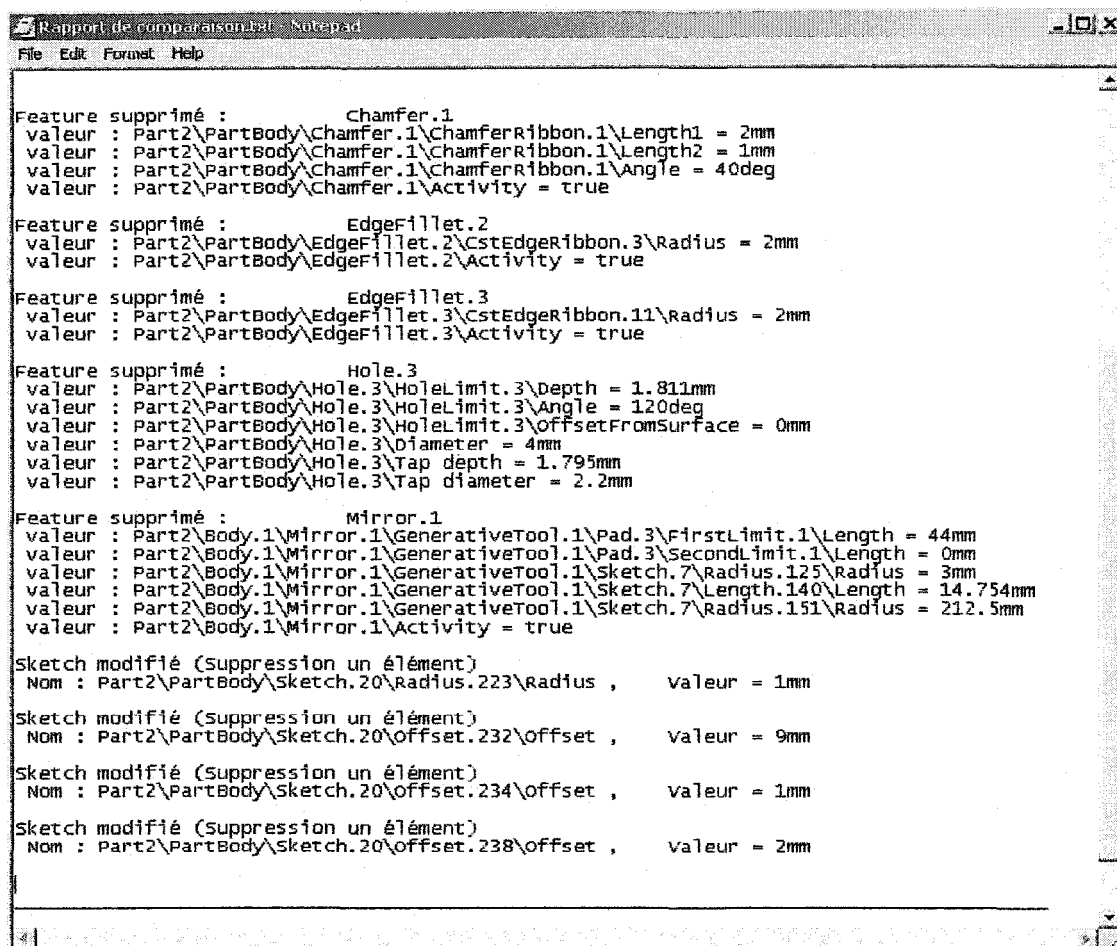 Rapport de comparaison.txt - Notepad
File Edit Format Help
Feature supprimé : Chamfer.1
valeur : Part2\PartBody\Chamfer.1\ChamferRibbon.1\Length1 = 2mm
valeur : Part2\PartBody\Chamfer.1\ChamferRibbon.1\Length2 = 1mm
valeur : Part2\PartBody\Chamfer.1\ChamferRibbon.1\Angle = 40deg
valeur : Part2\PartBody\Chamfer.1\Activity = true
Feature supprimé : EdgeFillet.2
valeur : Part2\PartBody\EdgeFillet.2\CstEdgeRibbon.3\Radius = 2mm
valeur : Part2\PartBody\EdgeFillet.2\Activity = true
Feature supprimé : EdgeFillet.3
valeur : Part2\PartBody\EdgeFillet.3\CstEdgeRibbon.11\Radius = 2mm
valeur : Part2\PartBody\EdgeFillet.3\Activity = true
Feature supprimé : Hole.3
valeur : Part2\PartBody\Hole.3\HoleLimit.3\Depth = 1.811mm
valeur : Part2\PartBody\Hole.3\HoleLimit.3\Angle = 120deg
valeur : Part2\PartBody\Hole.3\HoleLimit.3\OffsetFromSurface = 0mm
valeur : Part2\PartBody\Hole.3\Diameter = 4mm
valeur : Part2\PartBody\Hole.3\Tap depth = 1.795mm
valeur : Part2\PartBody\Hole.3\Tap diameter = 2.2mm
Feature supprimé : Mirror.1
valeur : Part2\Body.1\Mirror.1\GenerativeTool.1\Pad.3\FirstLimit.1\Length = 44mm
valeur : Part2\Body.1\Mirror.1\GenerativeTool.1\Pad.3\SecondLimit.1\Length = 0mm
valeur : Part2\Body.1\Mirror.1\GenerativeTool.1\Sketch.7\Radius.125\Radius = 3mm
valeur : Part2\Body.1\Mirror.1\GenerativeTool.1\Sketch.7\Length.140\Length = 14.754mm
valeur : Part2\Body.1\Mirror.1\GenerativeTool.1\Sketch.7\Radius.151\Radius = 212.5mm
valeur : Part2\Body.1\Mirror.1\Activity = true
Sketch modifié (Suppression un élément)
Nom : Part2\PartBody\Sketch.20\Radius.223\Radius , Valeur = 1mm
Sketch modifié (Suppression un élément)
Nom : Part2\PartBody\Sketch.20\Offset.232\Offset , Valeur = 9mm
Sketch modifié (Suppression un élément)
Nom : Part2\PartBody\Sketch.20\Offset.234\Offset , Valeur = 1mm
Sketch modifié (Suppression un élément)
Nom : Part2\PartBody\Sketch.20\Offset.238\Offset , Valeur = 2mm